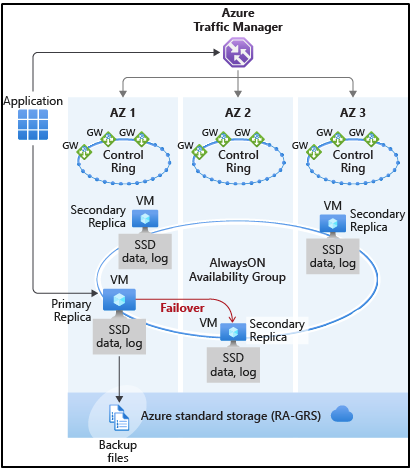 Azure
Traffic Manager
Application
AZ 1
AZ 2
AZ 3
GW
GW
GW
Control
Ring
GW
GW
GW
Control
Ring
GW
GW
GW
Control
Ring
VM
Secondary
Replica
SSD
data, log
VM
Secondary
Replica
SSD
data, log
AlwaysON
Availability Group
VM
Primary
Replica
SSD
data, log
Failover
VM
Secondary
Replica
SSD
data, log
Azure standard storage (RA-GRS)
Backup
files